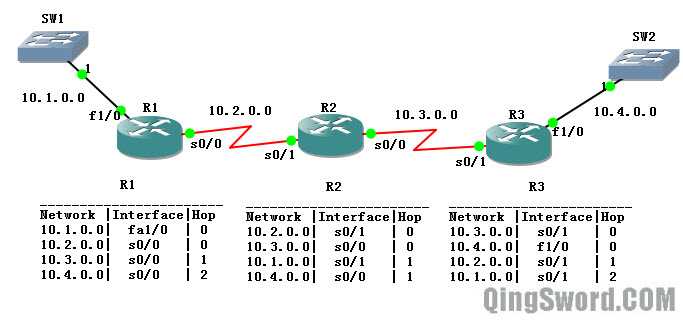 SW1
SW2
1
1
10.1.0.0
R1
10.2.0.0
R2
10.3.0.0
R3
10.4.0.0
f1/0
s0/0
s0/1
s0/0
s0/1
f1/0
R1
Network |Interface|Hop
10.1.0.0| fa1/0 | 0
10.2.0.0| s0/0 | 0
10.3.0.0| s0/0 | 1
10.4.0.0| s0/0 | 2
R2
Network |Interface|Hop
10.2.0.0| s0/1 | 0
10.3.0.0| s0/0 | 0
10.1.0.0| s0/1 | 1
10.4.0.0| s0/0 | 1
R3
Network |Interface|Hop
10.3.0.0| s0/1 | 0
10.4.0.0| f1/0 | 0
10.2.0.0| s0/1 | 1
10.1.0.0| s0/1 | 2
QingSword.COM